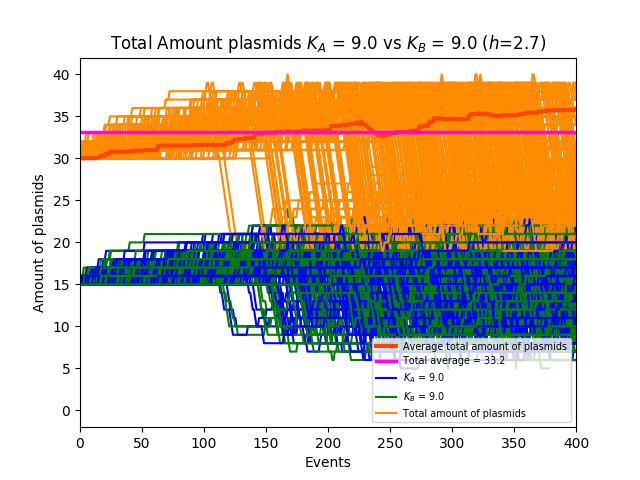 Total Amount plasmids K_A = 9.0 vs K_B = 9.0 (h=2.7)
Amount of plasmids
40
35
30
25
20
15
10
5
0
Average total amount of plasmids
Total average = 33.2
K_A = 9.0
K_B = 9.0
Total amount of plasmids
0 50 100 150 200 250 300 350 400
Events